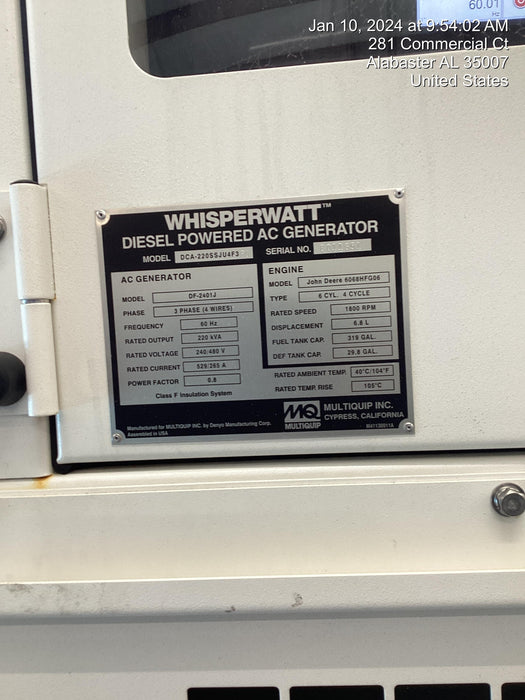 60.01
Hz
Jan 10, 2024 at 9:54:02 AM
281 Commercial Ct
Alabaster AL 35007
United States
WHISPERWATT™
DIESEL POWERED AC GENERATOR
MODEL DCA-220SSJU4F3 SERIAL NO.
AC GENERATOR
MODEL DF-2401J
PHASE 3 PHASE (4 WIRES)
FREQUENCY 60 Hz
RATED OUTPUT 220 kVA
RATED VOLTAGE 240/480 V
RATED CURRENT 529/265 A
POWER FACTOR 0.8
Class F Insulation System
ENGINE
MODEL John Deere 6068HFG06
TYPE 6 CYL. 4 CYCLE
RATED SPEED 1800 RPM
DISPLACEMENT 6.8 L
FUEL TANK CAP. 319 GAL.
DEF TANK CAP. 29.8 GAL.
RATED AMBIENT TEMP. 40°C/104°F
RATED TEMP. RISE 105°C
Manufactured for MULTIQUIP INC. by Denyo Manufacturing Corp.
Assembled in USA
MQ
MULTIQUIP
MULTIQUIP INC.
CYPRESS, CALIFORNIA